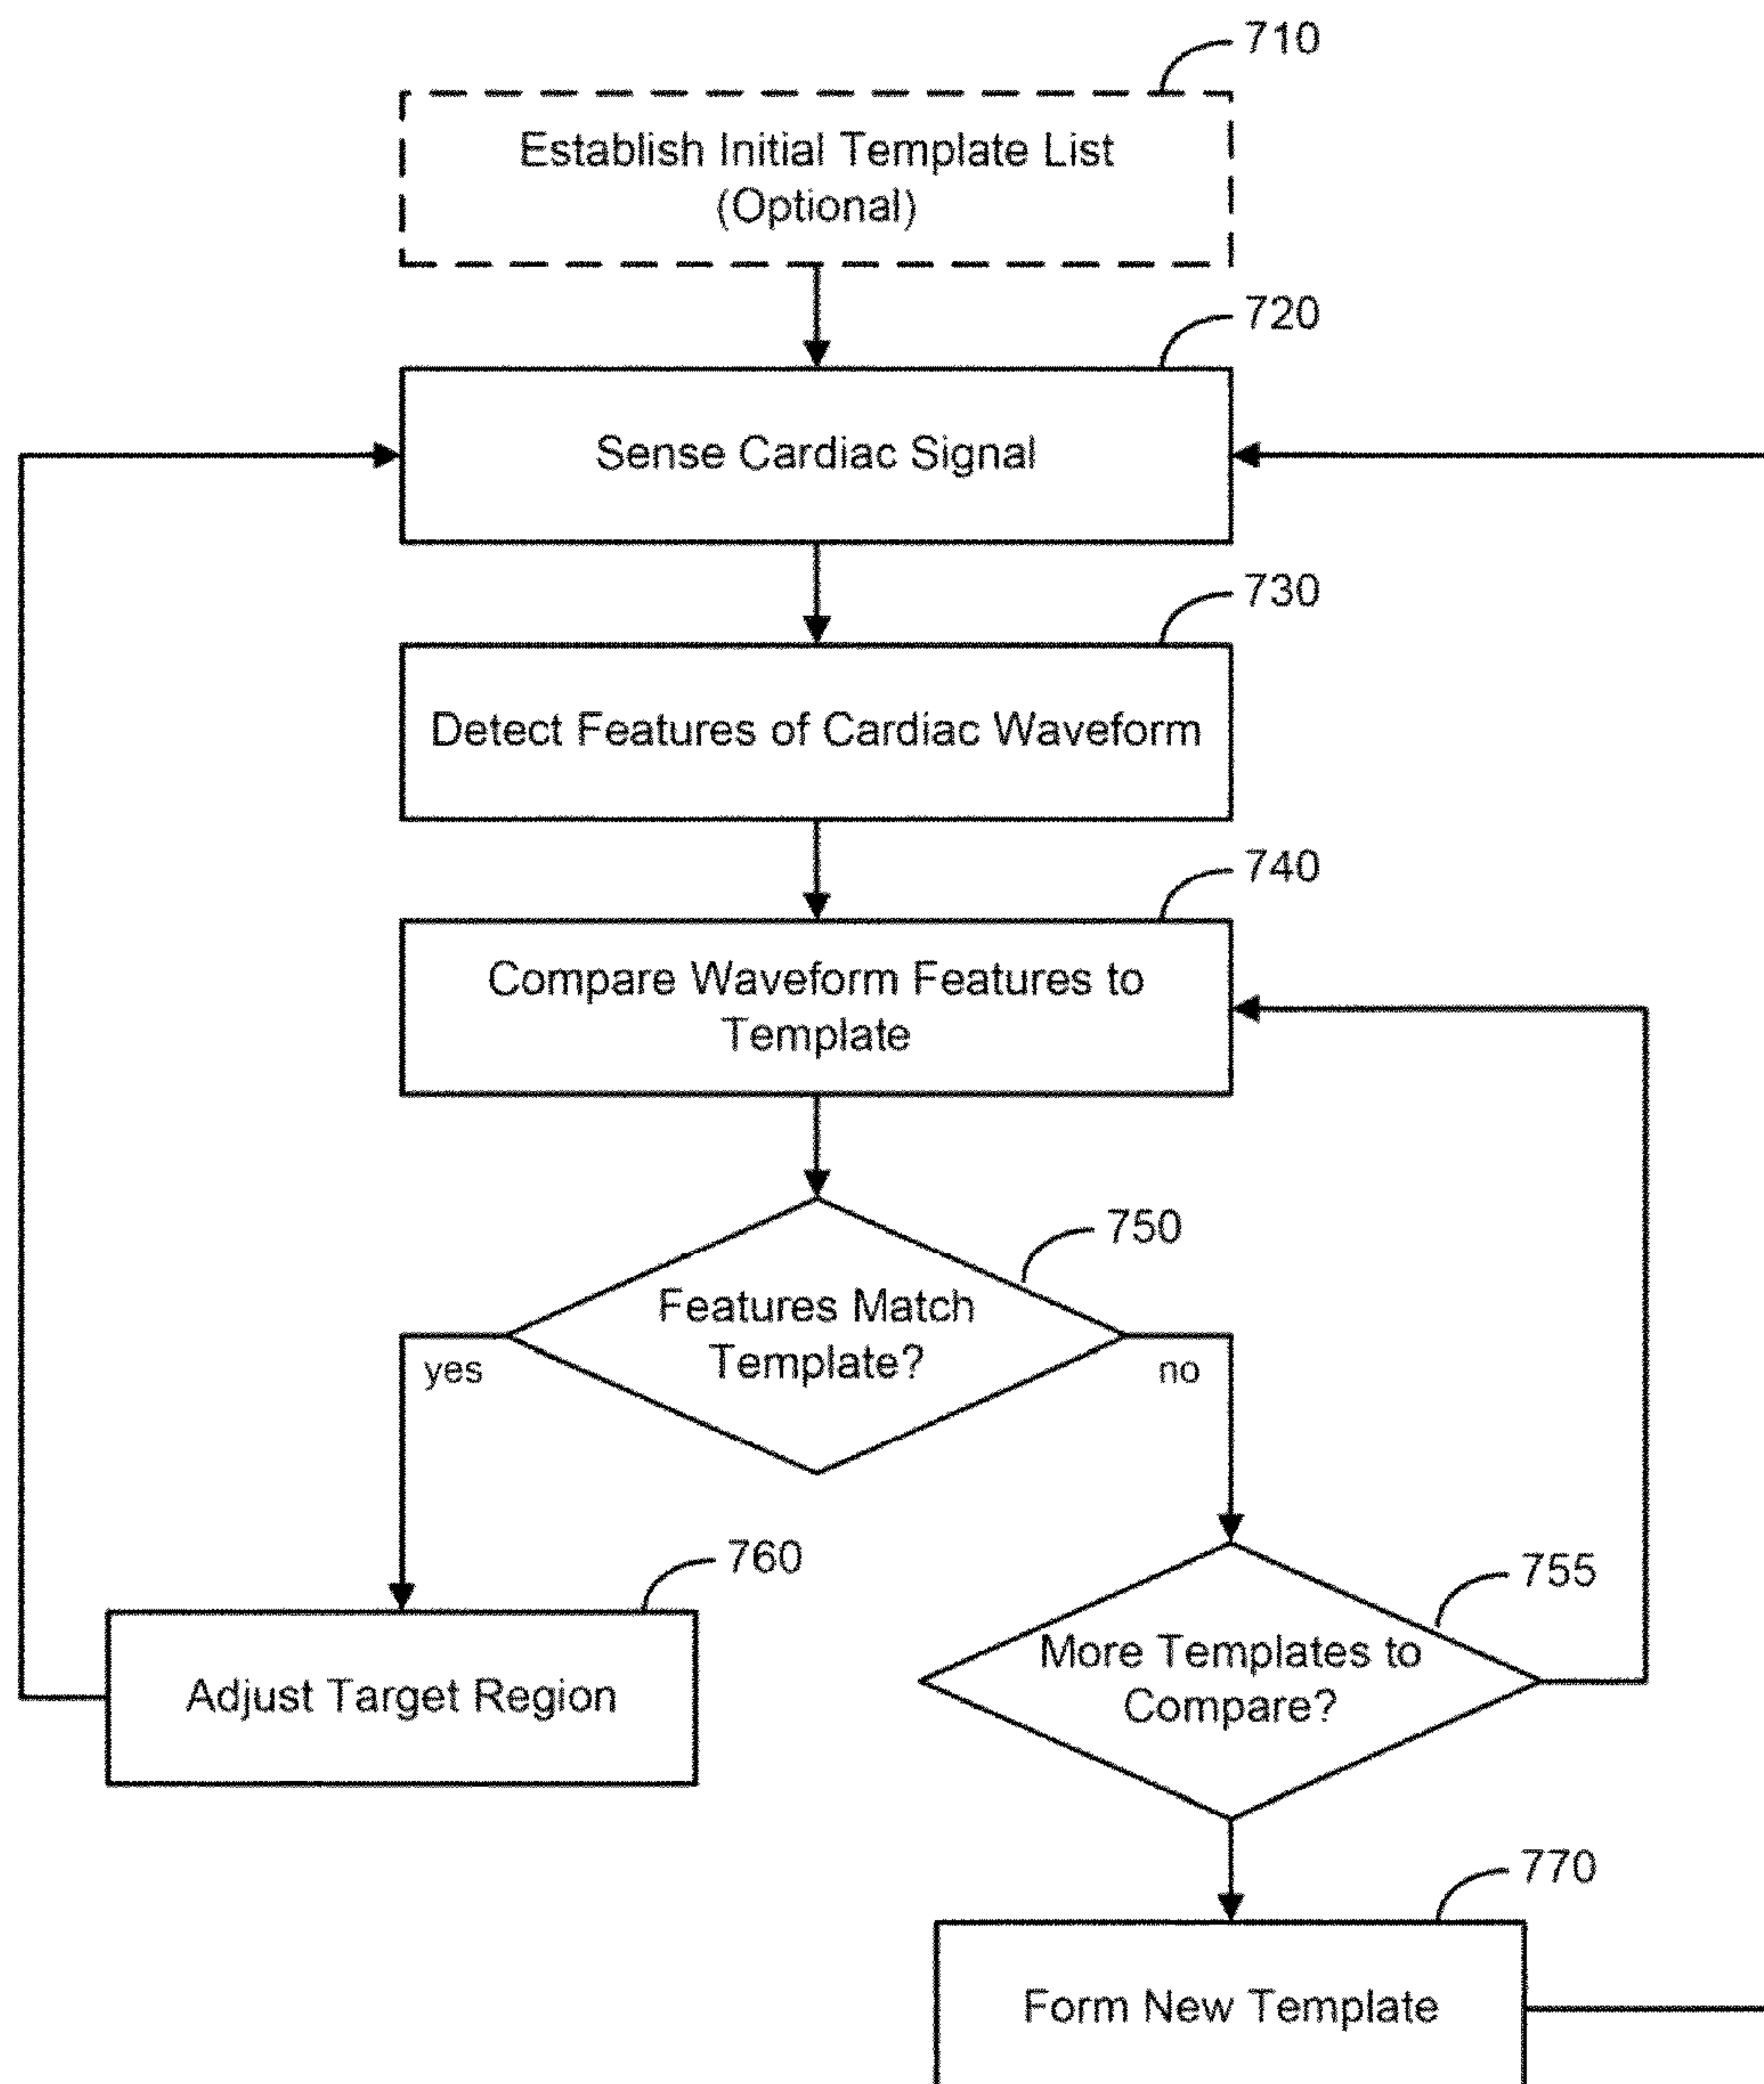 710
Establish Initial Template List
(Optional)
720
Sense Cardiac Signal
730
Detect Features of Cardiac Waveform
740
Compare Waveform Features to
Template
750
Features Match
Template?
yes
no
760
755
Adjust Target Region
More Templates to
Compare?
770
Form New Template